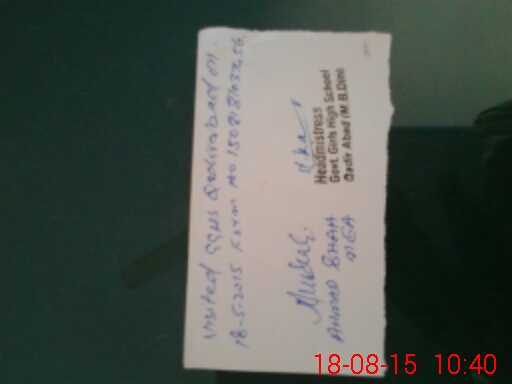 Visited GGHS Qadirabad on
18-5-2015 Form No
Headmistress
Govt. Girls High School
Qadir Abad (M.B.Din)
AHMAD SHAH
MEA
18-08-15 10:40